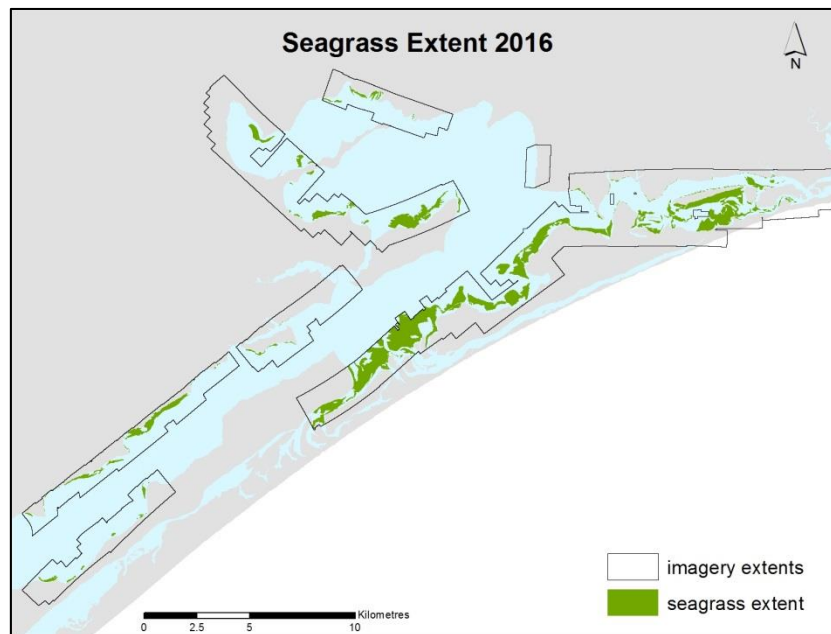 Seagrass Extent 2016
N
imagery extents
seagrass extent
Kilometres
0 2.5 5 10